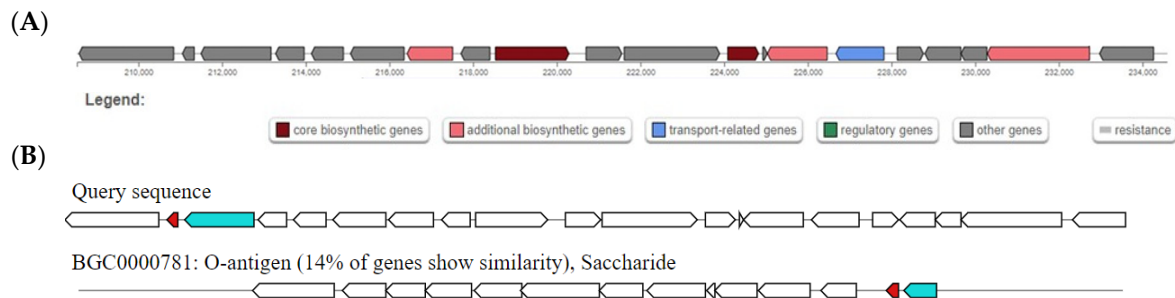 (A)
210,000 212,000 214,000 216,000 218,000 220,000 222,000 224,000 226,000 228,000 230,000 232,000 234,000
Legend:
core biosynthetic genes additional biosynthetic genes transport-related genes regulatory genes other genes resistance
(B)
Query sequence
BGC0000781: O-antigen (14% of genes show similarity), Saccharide